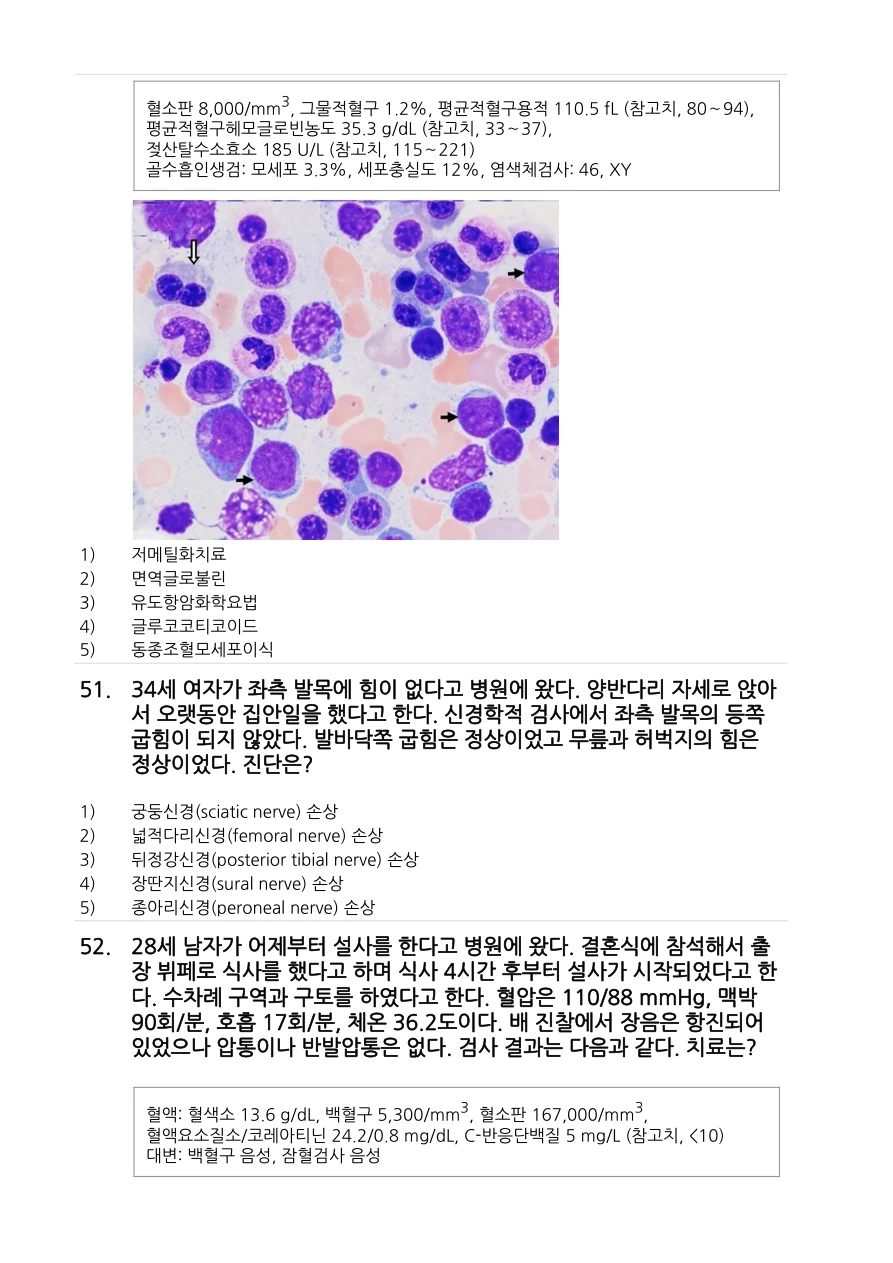 혈소판 8,000/mm³, 그물적혈구 1.2%, 평균적혈구용적 110.5 fL (참고치, 80~94),
평균적혈구헤모글로빈농도 35.3 g/dL (참고치, 33~37),
젖산탈수소효소 185 U/L (참고치, 115~221)
골수흡인생검: 모세포 3.3%, 세포충실도 12%, 염색체검사: 46, XY
1) 저메틸화치료
2) 면역글로불린
3) 유도항암화학요법
4) 글루코코티코이드
5) 동종조혈모세포이식
51. 34세 여자가 좌측 발목에 힘이 없다고 병원에 왔다. 양반다리 자세로 앉아
서 오랫동안 집안일을 했다고 한다. 신경학적 검사에서 좌측 발목의 등쪽
굽힘이 되지 않았다. 발바닥쪽 굽힘은 정상이었고 무릎과 허벅지의 힘은
정상이었다. 진단은?
1) 궁둥신경(sciatic nerve) 손상
2) 넓적다리신경(femoral nerve) 손상
3) 뒤정강신경(posterior tibial nerve) 손상
4) 장딴지신경(sural nerve) 손상
5) 종아리신경(peroneal nerve) 손상
52. 28세 남자가 어제부터 설사를 한다고 병원에 왔다. 결혼식에 참석해서 출
장 뷔페로 식사를 했다고 하며 식사 4시간 후부터 설사가 시작되었다고 한
다. 수차례 구역과 구토를 하였다고 한다. 혈압은 110/88 mmHg, 맥박
90회/분, 호흡 17회/분, 체온 36.2도이다. 배 진찰에서 장음은 항진되어
있었으나 압통이나 반발압통은 없다. 검사 결과는 다음과 같다. 치료는?
혈액: 혈색소 13.6 g/dL, 백혈구 5,300/mm³, 혈소판 167,000/mm³,
혈액요소질소/코레아티닌 24.2/0.8 mg/dL, C-반응단백질 5 mg/L (참고치, <10)
대변: 백혈구 음성, 잠혈검사 음성